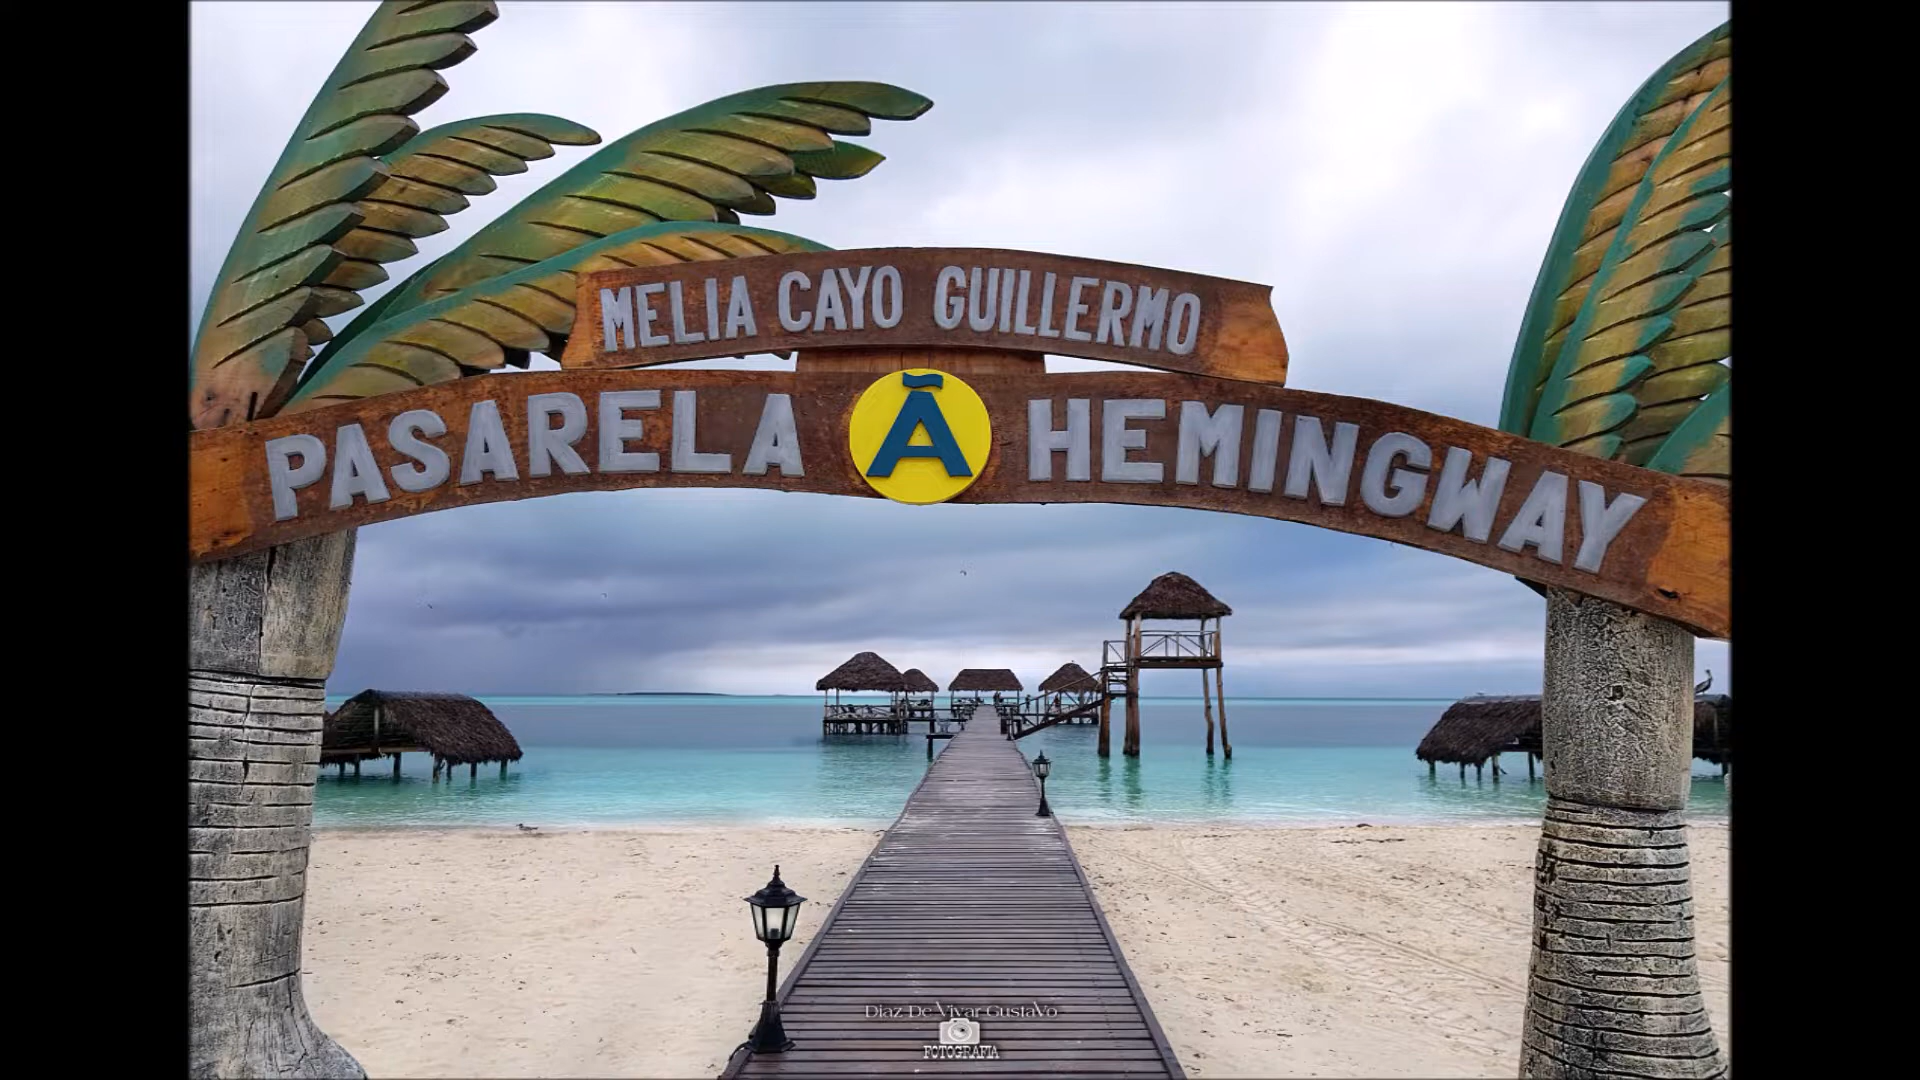 MELIA CAYO GUILLERMO
PASARELA Ã HEMINGWAY
Diaz De Vivar GustaVo
FOTOGRAFIA